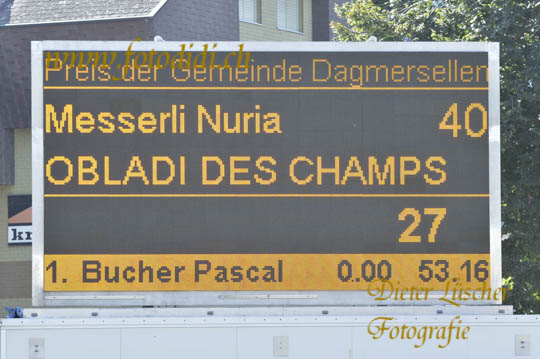 www.fotodidi.ch
Preis der Gemeinde Dagmersellen
Messerli Nuria 40
OBLADI DES CHAMPS
27
kr
1. Bucher Pascal 0.00 53.16
Dieter Lüscher
Fotografie